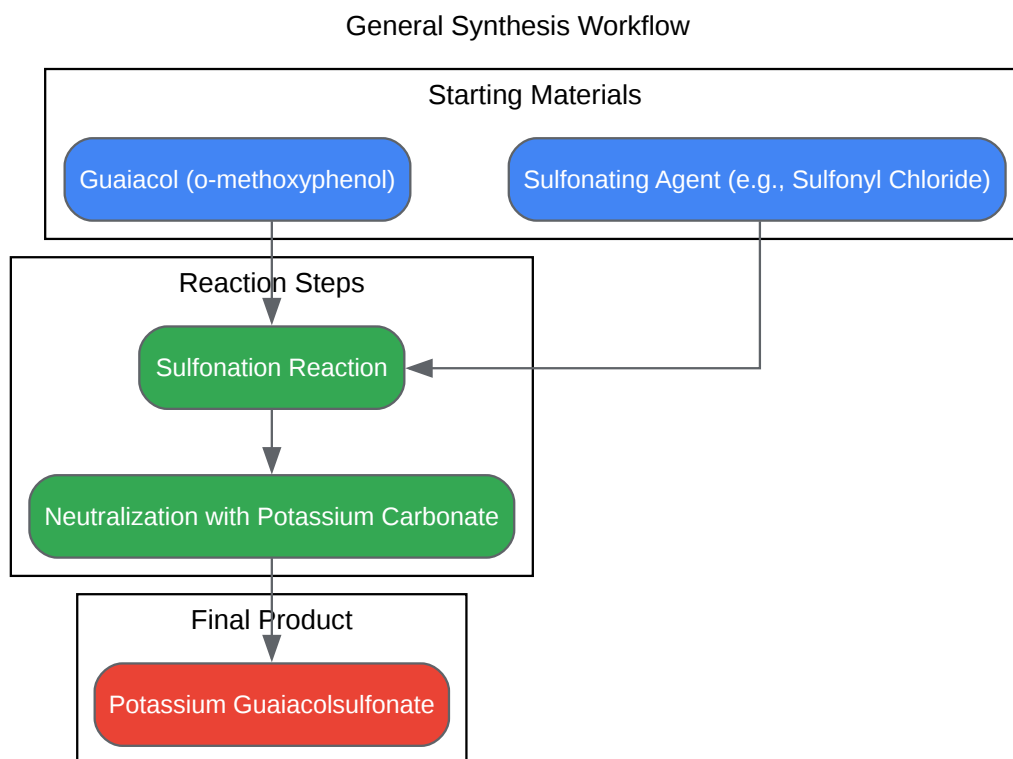 General Synthesis Workflow
Starting Materials
Guaiacol (o-methoxyphenol)
Sulfonating Agent (e.g., Sulfonyl Chloride)
Reaction Steps
Sulfonation Reaction
Neutralization with Potassium Carbonate
Final Product
Potassium Guaiacolsulfonate